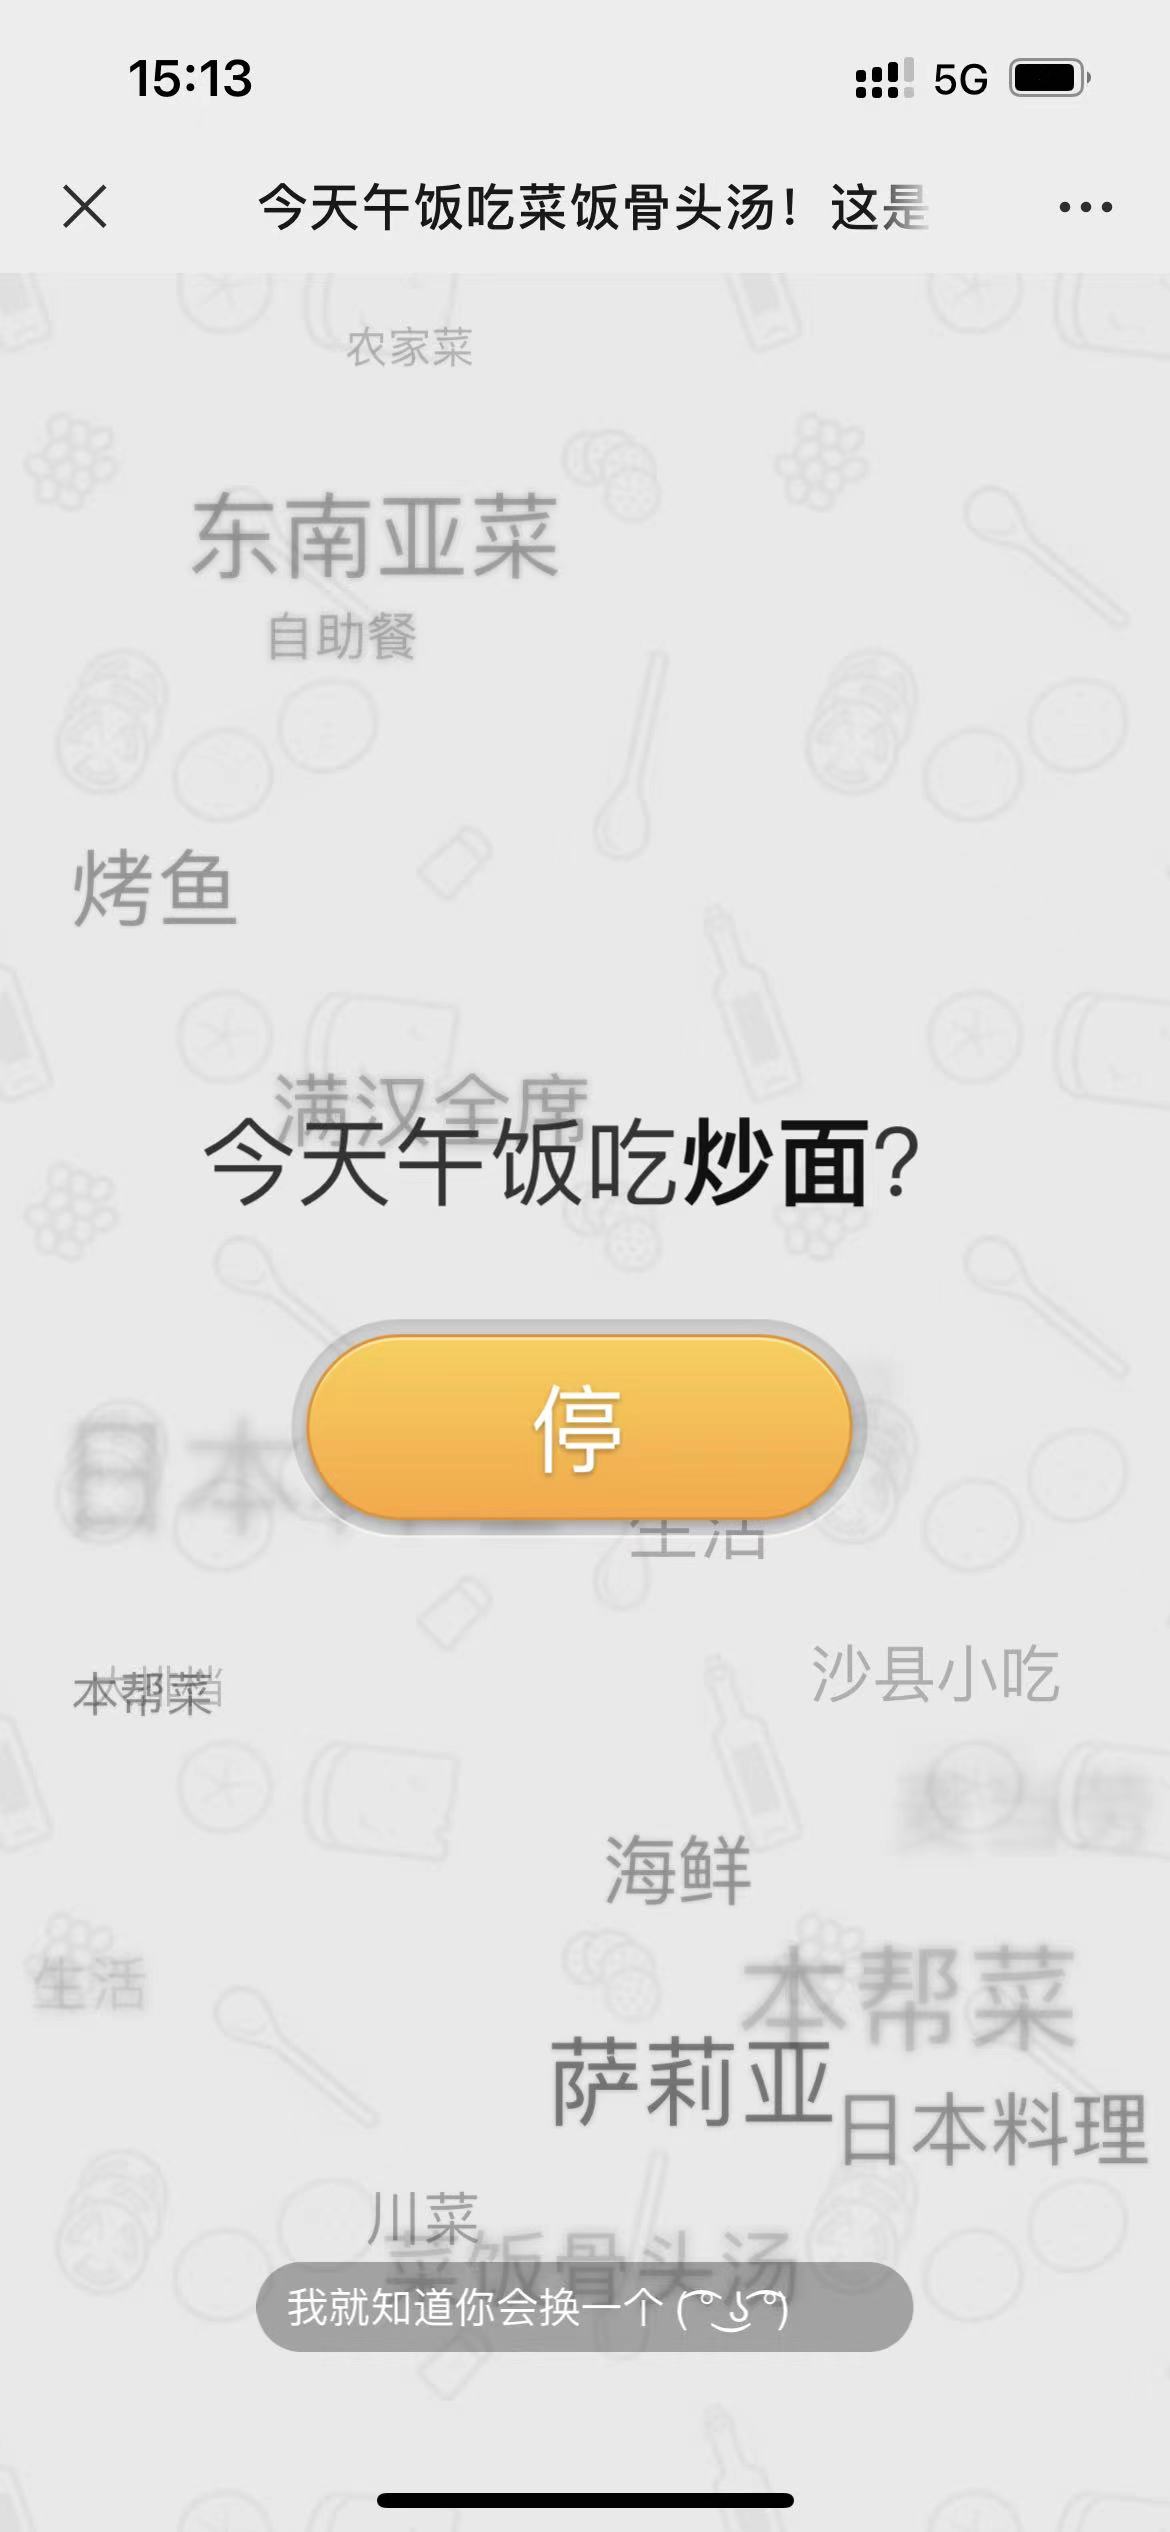 15:13
5G
今天午饭吃菜饭骨头汤！这是
农家菜
东南亚菜
自助餐
烤鱼
满汉全席
今天午饭吃炒面?
停
日本
生活
本帮菜
沙县小吃
海鲜
生活
本帮菜
萨莉亚
日本料理
川菜
菜饭骨头汤
我就知道你会换一个 ( ͡° ͜ʖ ͡°)